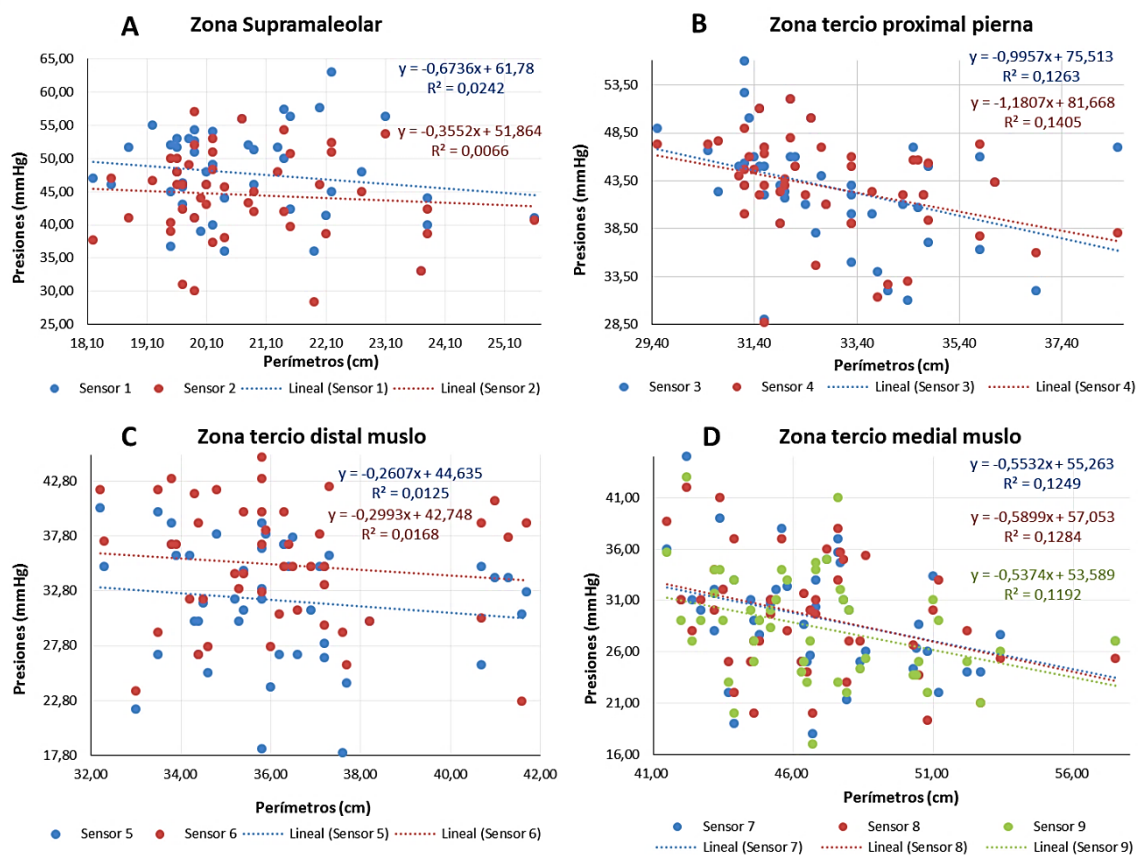 A Zona Supramaleolar
Presiones (mmHg)
65,00
60,00
55,00
50,00
45,00
40,00
35,00
30,00
25,00
y = -0,6736x + 61,78
R² = 0,0242
y = -0,3552x + 51,864
R² = 0,0066
18,10 19,10 20,10 21,10 22,10 23,10 24,10 25,10
Perímetros (cm)
Sensor 1 Sensor 2 Lineal (Sensor 1) Lineal (Sensor 2)
B Zona tercio proximal pierna
Presiones (mmHg)
53,50
48,50
43,50
38,50
33,50
28,50
y = -0,9957x + 75,513
R² = 0,1263
y = -1,1807x + 81,668
R² = 0,1405
29,40 31,40 33,40 35,40 37,40
Perímetros (cm)
Sensor 3 Sensor 4 Lineal (Sensor 3) Lineal (Sensor 4)
C Zona tercio distal muslo
Presiones (mmHg)
42,80
37,80
32,80
27,80
22,80
17,80
y = -0,2607x + 44,635
R² = 0,0125
y = -0,2993x + 42,748
R² = 0,0168
32,00 34,00 36,00 38,00 40,00 42,00
Perímetros (cm)
Sensor 5 Sensor 6 Lineal (Sensor 5) Lineal (Sensor 6)
D Zona tercio medial muslo
Presiones (mmHg)
41,00
36,00
31,00
26,00
21,00
16,00
y = -0,5532x + 55,263
R² = 0,1249
y = -0,5899x + 57,053
R² = 0,1284
y = -0,5374x + 53,589
R² = 0,1192
41,00 46,00 51,00 56,00
Perímetros (cm)
Sensor 7 Sensor 8 Sensor 9
Lineal (Sensor 7) Lineal (Sensor 8) Lineal (Sensor 9)